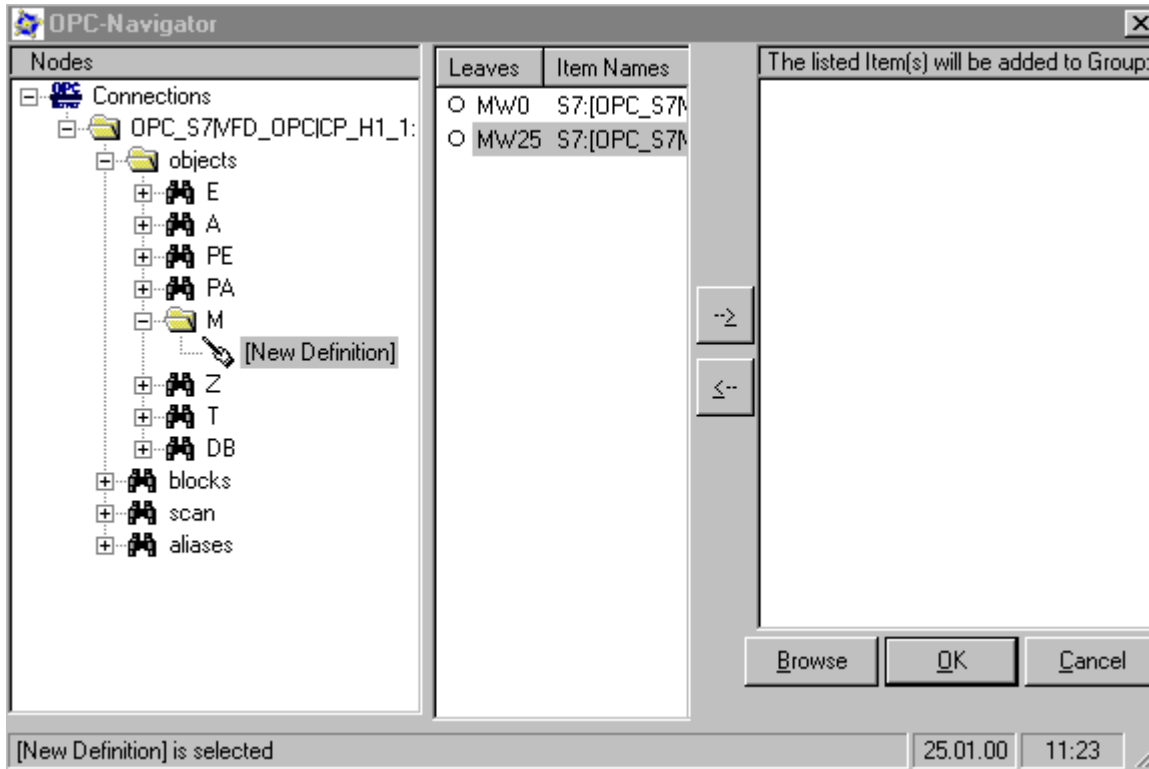 OPC-Navigator
Nodes
Connections
OPC_S7|VFD_OPC|CP_H1_1:
objects
E
A
PE
PA
M
[New Definition]
Z
T
DB
blocks
scan
aliases
Leaves Item Names
MW0 S7:[OPC_S7|
MW25 S7:[OPC_S7|
-->
<--
The listed Item(s) will be added to Group:
Browse OK Cancel
[New Definition] is selected 25.01.00 11:23